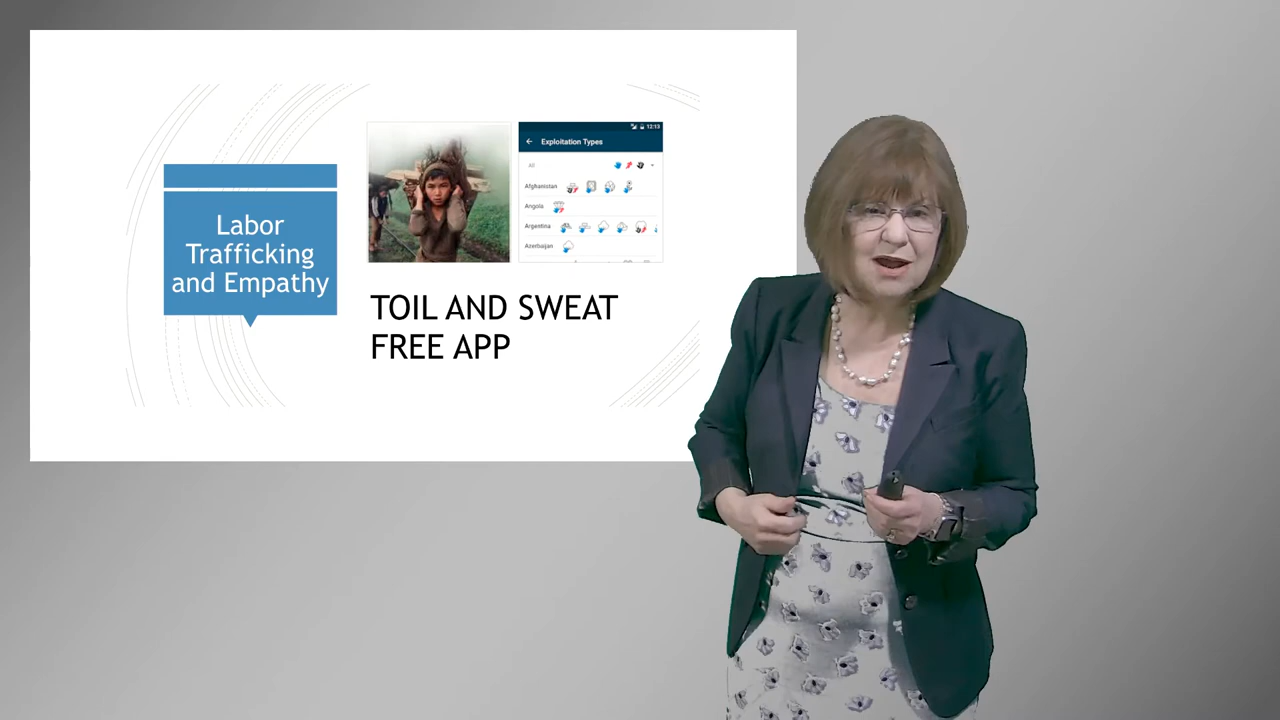 Labor
Trafficking
and Empathy
12:13
Exploitation Types
All
Afghanistan
Angola
Argentina
Azerbaijan
TOIL AND SWEAT
FREE APP